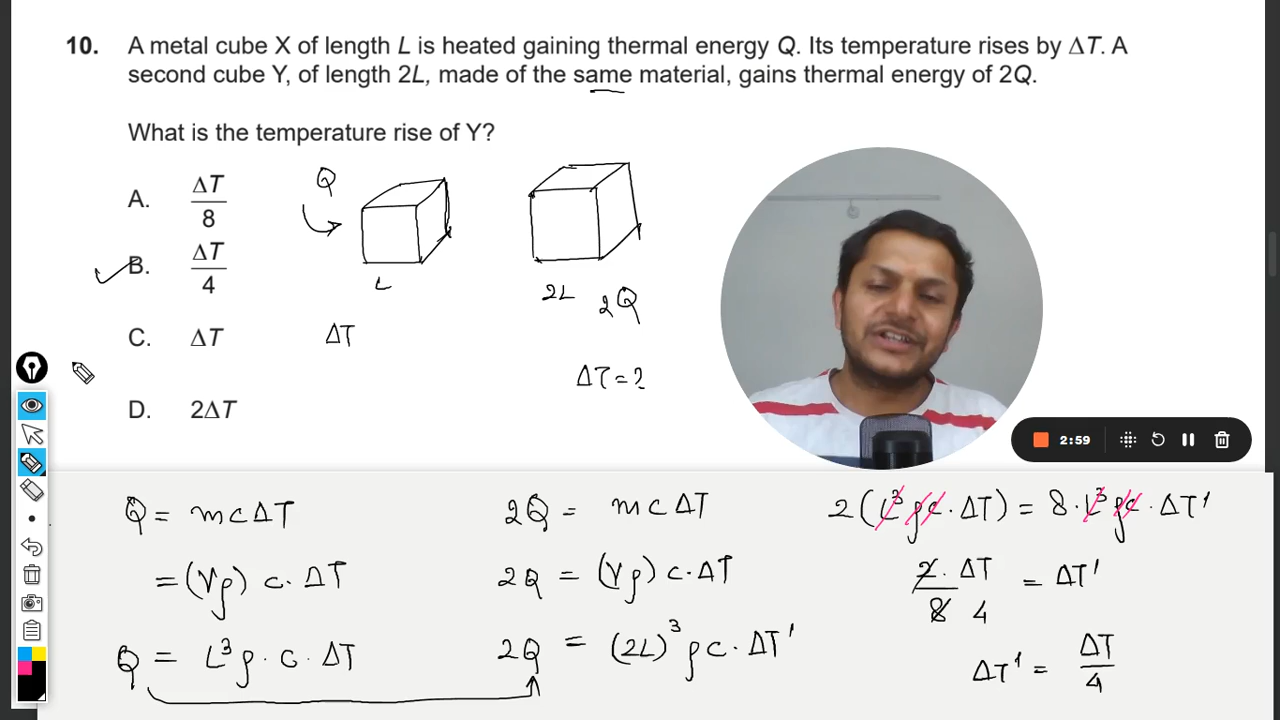 10. A metal cube X of length L is heated gaining thermal energy Q. Its temperature rises by ΔT. A
second cube Y, of length 2L, made of the same material, gains thermal energy of 2Q.
What is the temperature rise of Y?
A. ΔT/8
B. ΔT/4
C. ΔT
D. 2ΔT
Q
L
ΔT
2L 2Q
ΔT = ?
2:59
Q = mcΔT
= (Vρ) c · ΔT
Q = L³ρ · c · ΔT
2Q = mcΔT
2Q = (Vρ) c · ΔT
2Q = (2L)³ ρc · ΔT'
2(L³ρc · ΔT) = 8 · L³ρc · ΔT'
2 · ΔT / 8 4 = ΔT'
ΔT' = ΔT/4